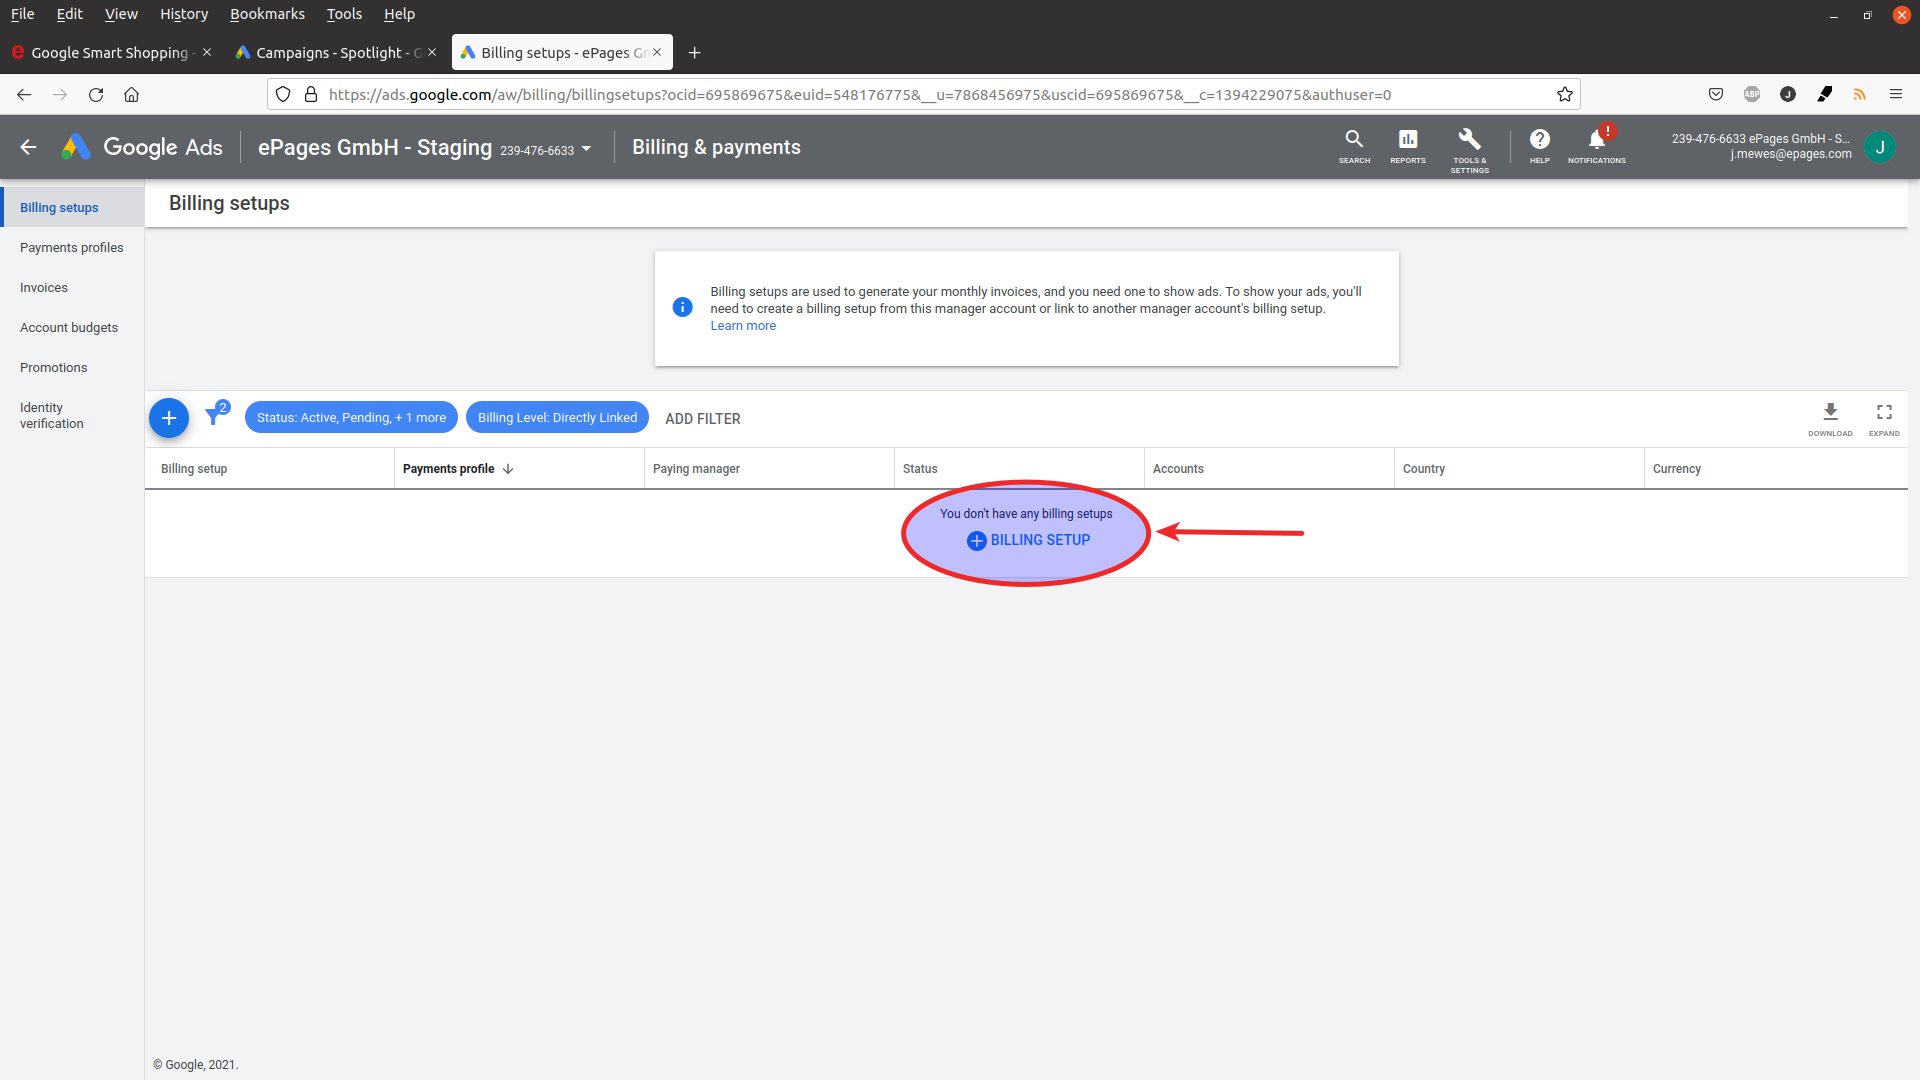 File Edit View History Bookmarks Tools Help
Google Smart Shopping -
Campaigns - Spotlight - G
Billing setups - ePages Gm
https://ads.google.com/aw/billing/billingsetups?ocid=695869675&euid=548176775&__u=7868456975&uscid=695869675&__c=1394229075&authuser=0
ABP
J
Google Ads
ePages GmbH - Staging 239-476-6633
Billing & payments
SEARCH
REPORTS
TOOLS &
SETTINGS
HELP
!
NOTIFICATIONS
239-476-6633 ePages GmbH - S...
j.mewes@epages.com
J
Billing setups
Payments profiles
Invoices
Account budgets
Promotions
Identity
verification
Billing setups
Billing setups are used to generate your monthly invoices, and you need one to show ads. To show your ads, you'll
need to create a billing setup from this manager account or link to another manager account's billing setup.
Learn more
2
Status: Active, Pending, + 1 more
Billing Level: Directly Linked
ADD FILTER
DOWNLOAD
EXPAND
Billing setup Payments profile Paying manager Status Accounts Country Currency
You don't have any billing setups
BILLING SETUP
© Google, 2021.